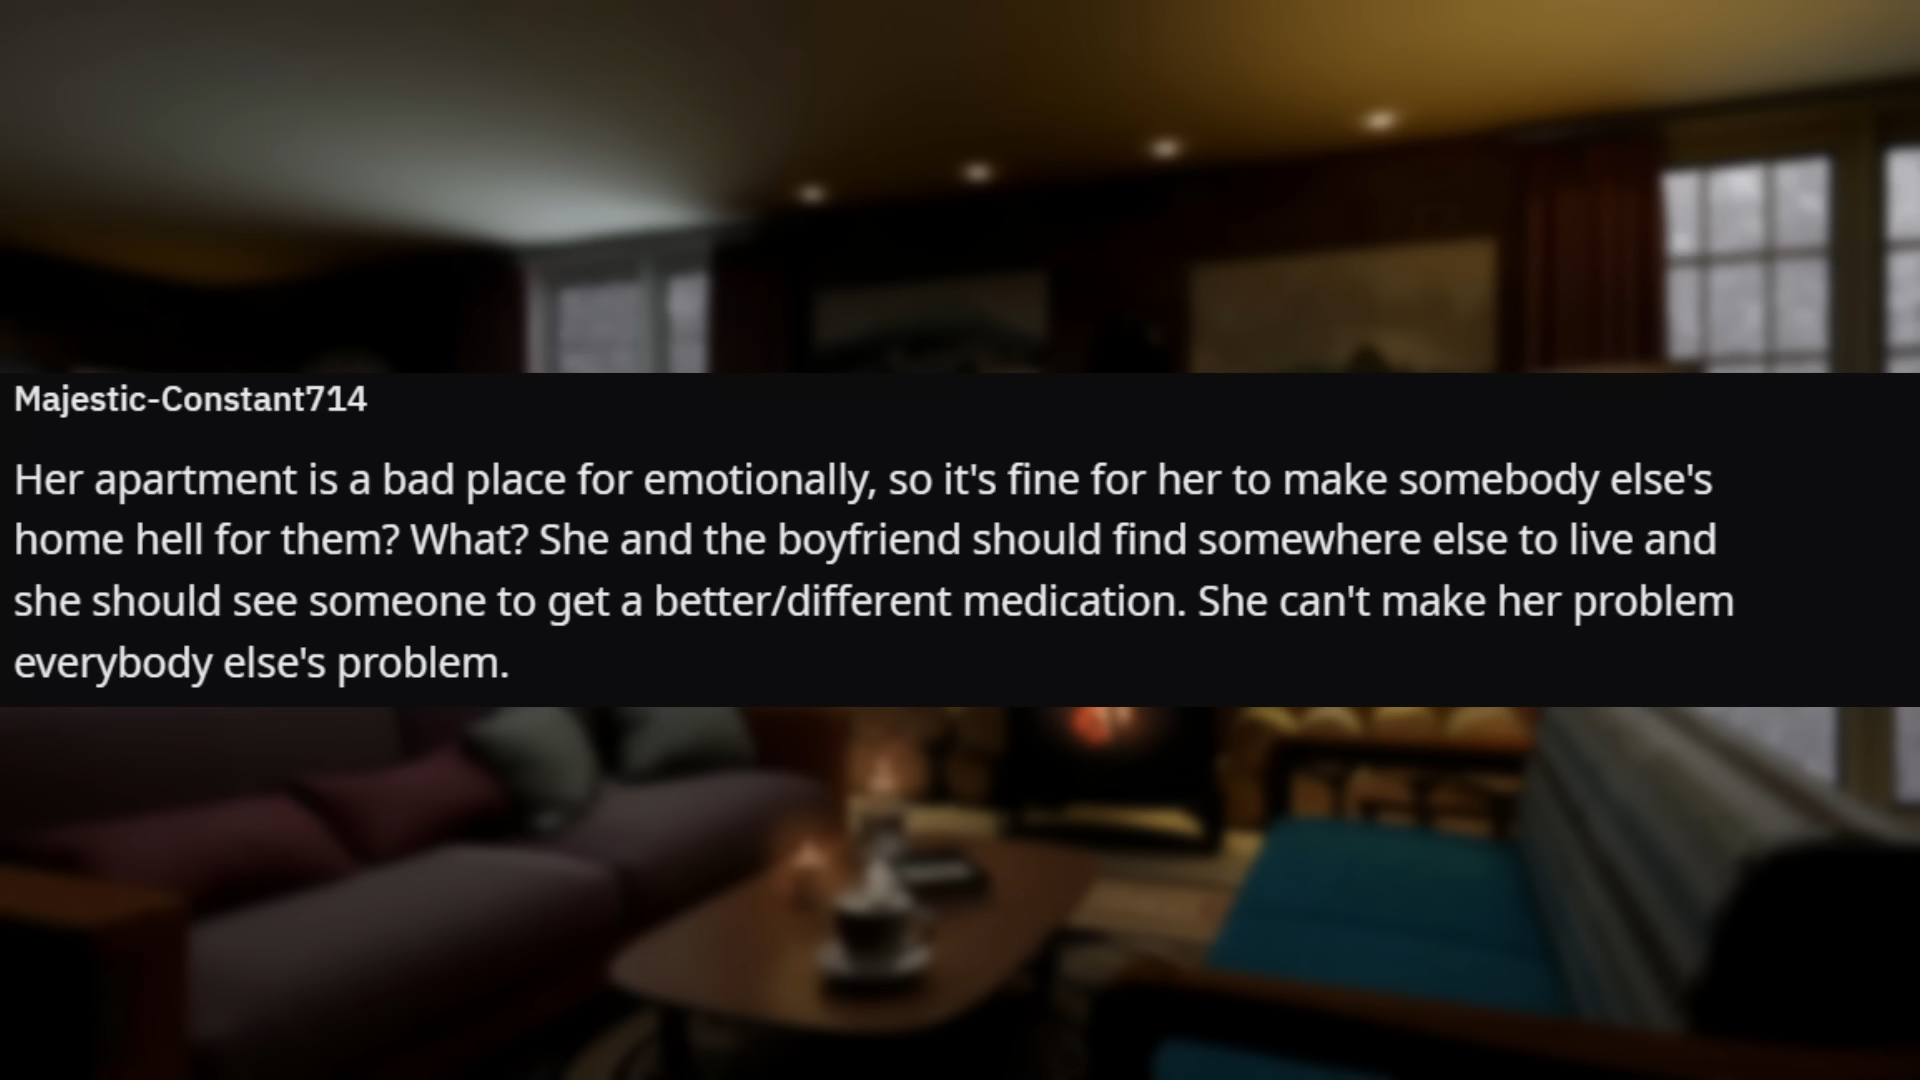 Majestic-Constant714
Her apartment is a bad place for emotionally, so it's fine for her to make somebody else's
home hell for them? What? She and the boyfriend should find somewhere else to live and
she should see someone to get a better/different medication. She can't make her problem
everybody else's problem.